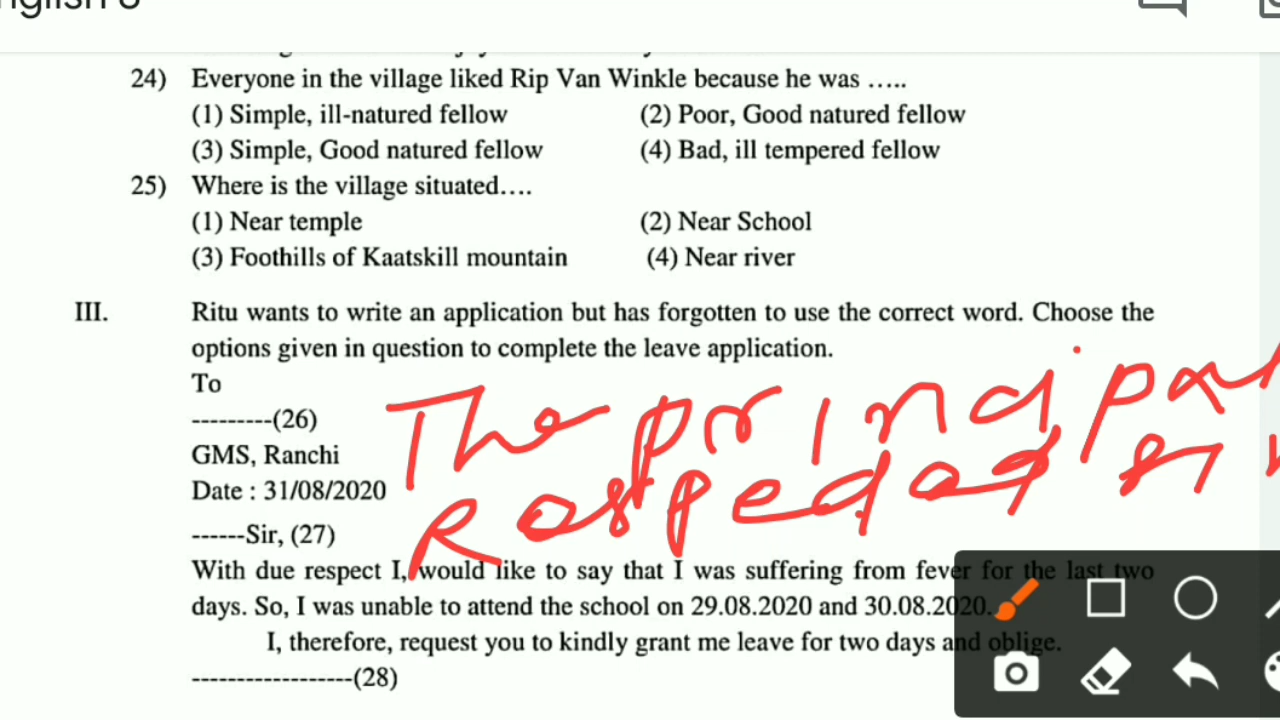 24) Everyone in the village liked Rip Van Winkle because he was .....
(1) Simple, ill-natured fellow (2) Poor, Good natured fellow
(3) Simple, Good natured fellow (4) Bad, ill tempered fellow
25) Where is the village situated....
(1) Near temple (2) Near School
(3) Foothills of Kaatskill mountain (4) Near river
III. Ritu wants to write an application but has forgotten to use the correct word. Choose the
options given in question to complete the leave application.
To
---------(26) The principal
GMS, Ranchi
Date : 31/08/2020
------Sir, (27)
With due respect I, would like to say that I was suffering from fever for the last two
days. So, I was unable to attend the school on 29.08.2020 and 30.08.2020.
I, therefore, request you to kindly grant me leave for two days and oblige.
------------------(28)